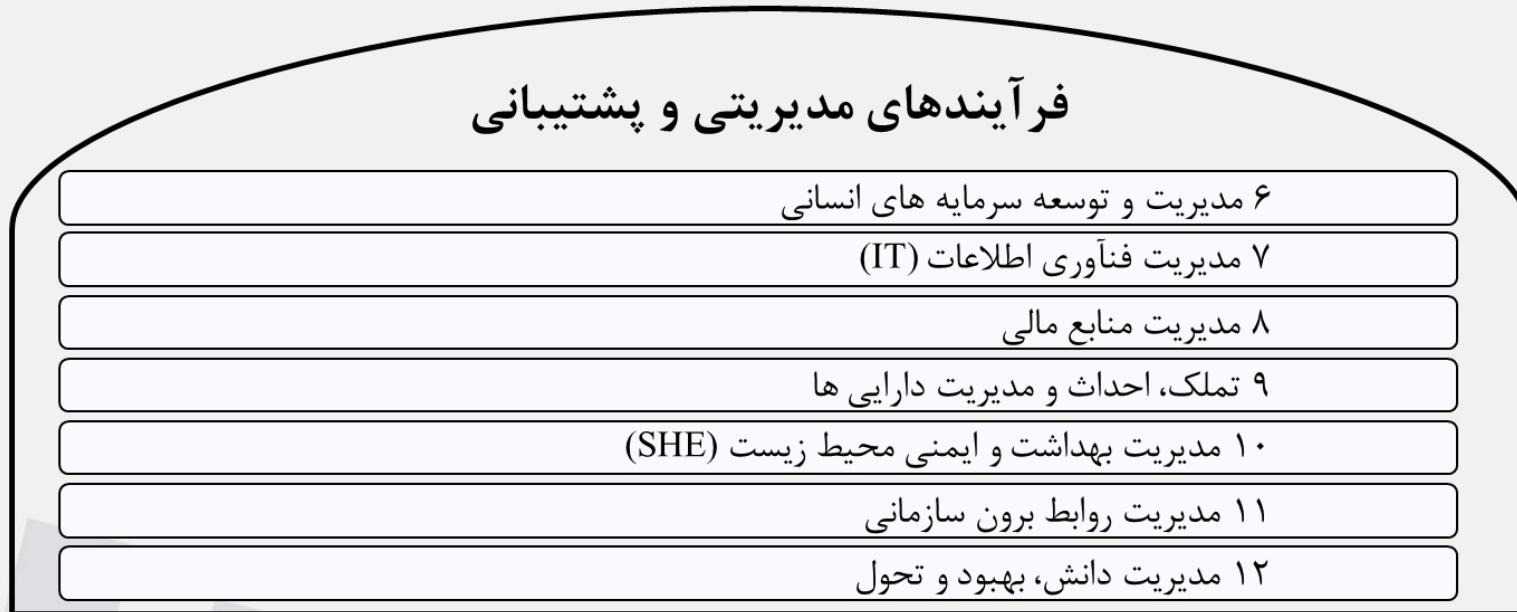 فرآیندهای مدیریتی و پشتیبانی
۶ مدیریت و توسعه سرمایه های انسانی
۷ مدیریت فنآوری اطلاعات (IT)
۸ مدیریت منابع مالی
۹ تملک، احداث و مدیریت دارایی ها
۱۰ مدیریت بهداشت و ایمنی محیط زیست (SHE)
۱۱ مدیریت روابط برون سازمانی
۱۲ مدیریت دانش، بهبود و تحول